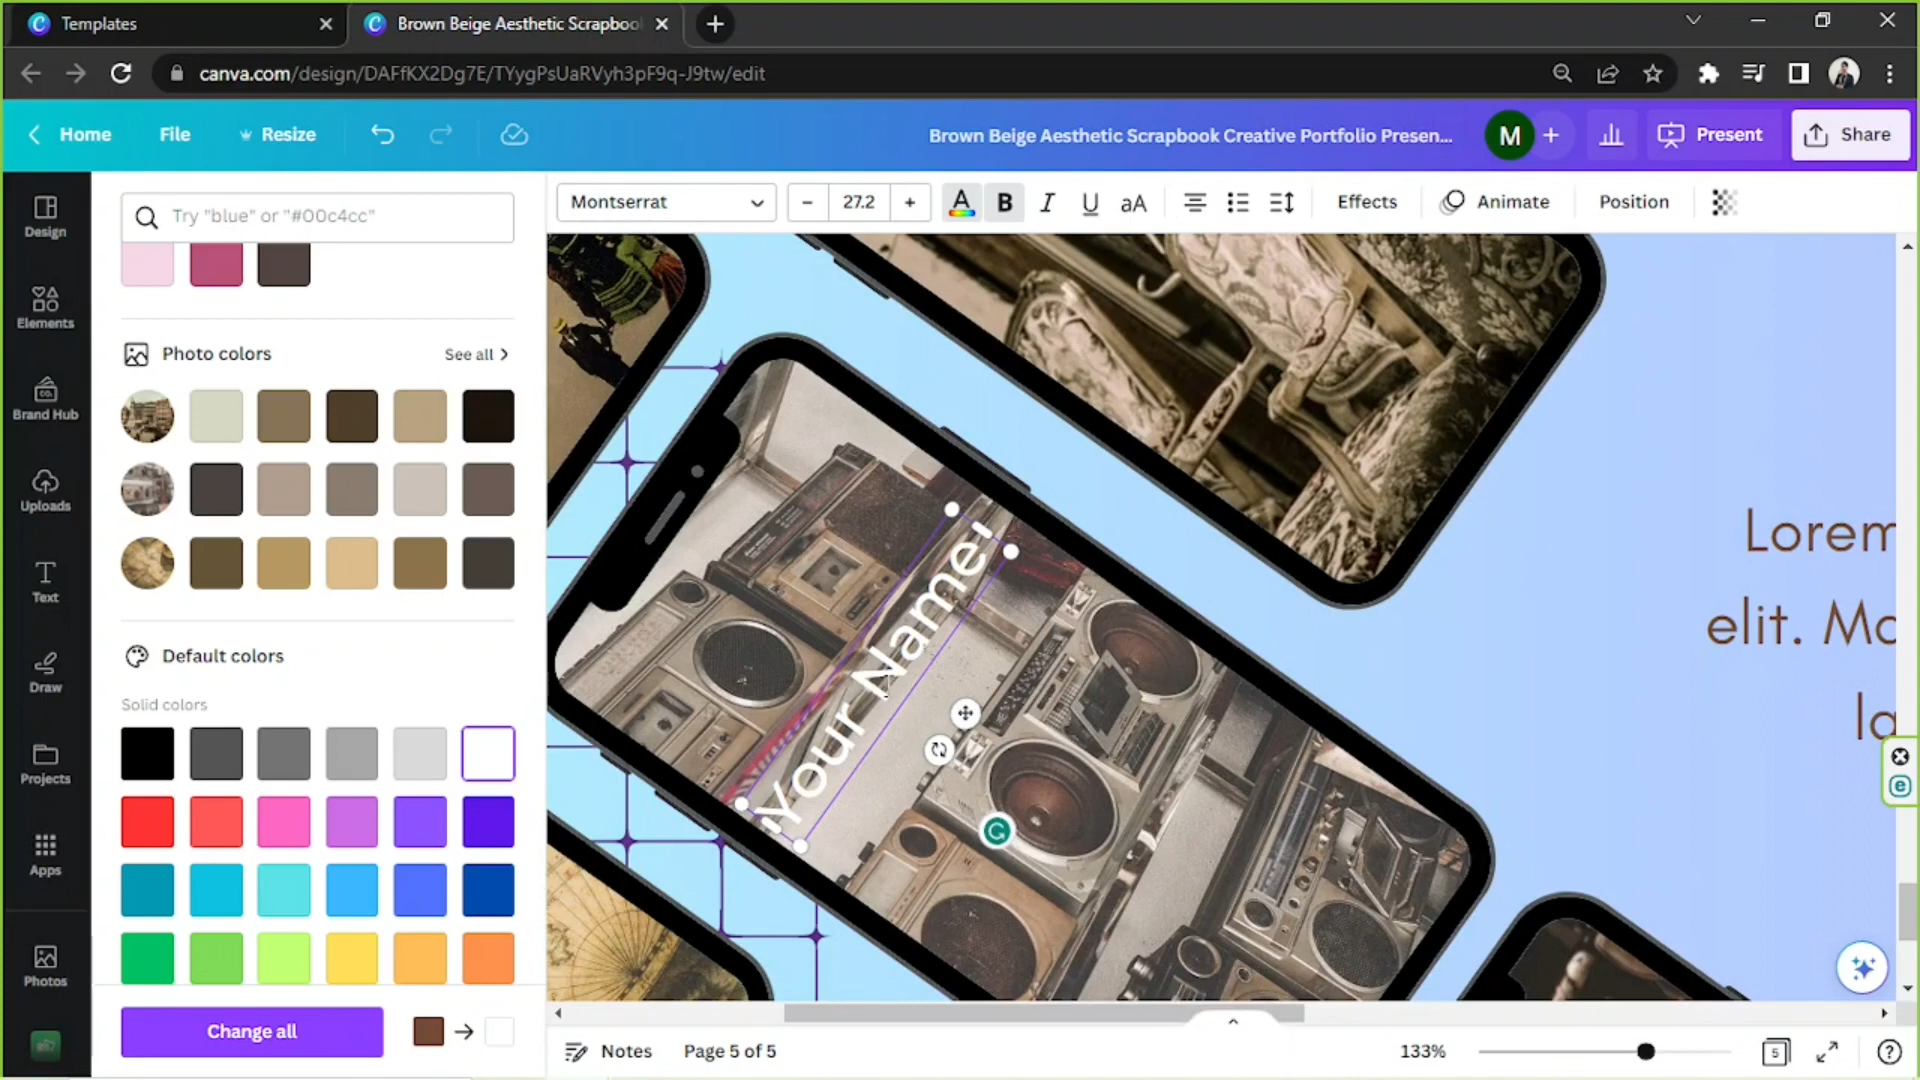 Templates
Brown Beige Aesthetic Scrapboo
canva.com/design/DAFfKX2Dg7E/TYygPsUaRVyh3pF9q-J9tw/edit
Home
File
Resize
Brown Beige Aesthetic Scrapbook Creative Portfolio Presen...
M
Present
Share
Design
Elements
Brand Hub
Uploads
Text
Draw
Projects
Apps
Photos
Try "blue" or "#00c4cc"
Photo colors
See all
Default colors
Solid colors
Change all
Montserrat
27.2
A
B
I
U
aA
Effects
Animate
Position
Your Name
Lorem
elit. Ma
la
Notes
Page 5 of 5
133%
5